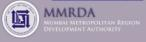 MMRDA
MUMBAI METROPOLITAN REGION
DEVELOPMENT AUTHORITY